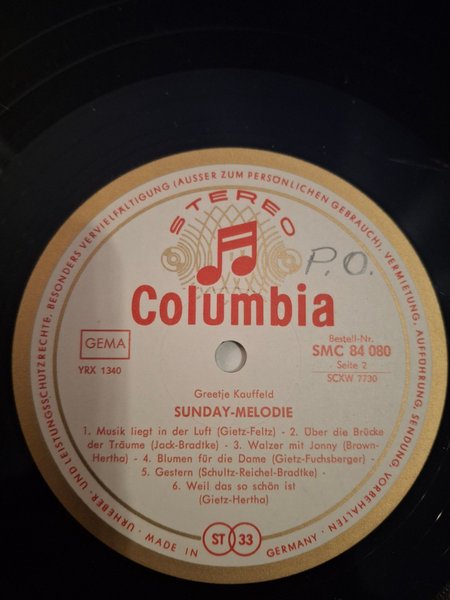 · URHEBER- UND LEISTUNGSSCHUTZRECHTE, BESONDERS VERVIELFÄLTIGUNG (AUSSER ZUM PERSÖNLICHEN GEBRAUCH), VERMIETUNG, AUFFÜHRUNG, SENDUNG VORBEHALTEN ·
STEREO
P.O.
Columbia
GEMA
YRX 1340
Bestell-Nr.
SMC 84 080
Seite 2
SCXW 7730
Greetje Kauffeld
SUNDAY-MELODIE
1. Musik liegt in der Luft (Gietz-Feltz) - 2. Über die Brücke
der Träume (Jack-Bradtke) - 3. Walzer mit Jonny (Brown-
Hertha) - 4. Blumen für die Dame (Gietz-Fuchsberger) -
5. Gestern (Schultz-Reichel-Bradtke) -
6. Weil das so schön ist
(Gietz-Hertha)
ST 33
MADE IN GERMANY